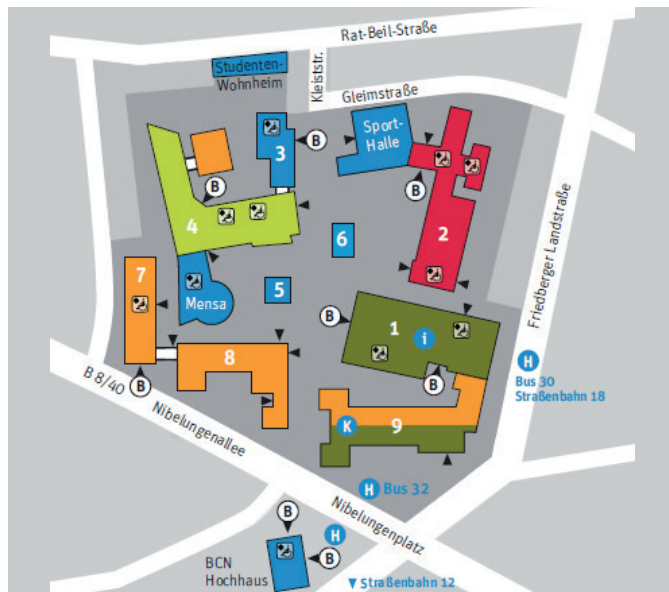 Rat-Beil-Straße
Studenten-
Wohnheim
Kleiststr.
Gleimstraße
Sport-
Halle
3
B
B
B
4
2
6
7
Mensa
5
Friedberger Landstraße
B
1
i
8
H
Bus 30
Straßenbahn 18
B
B
B 8/40
Nibelungenallee
K
9
H Bus 32
Nibelungenplatz
B
H
B
BCN
Hochhaus
Straßenbahn 12